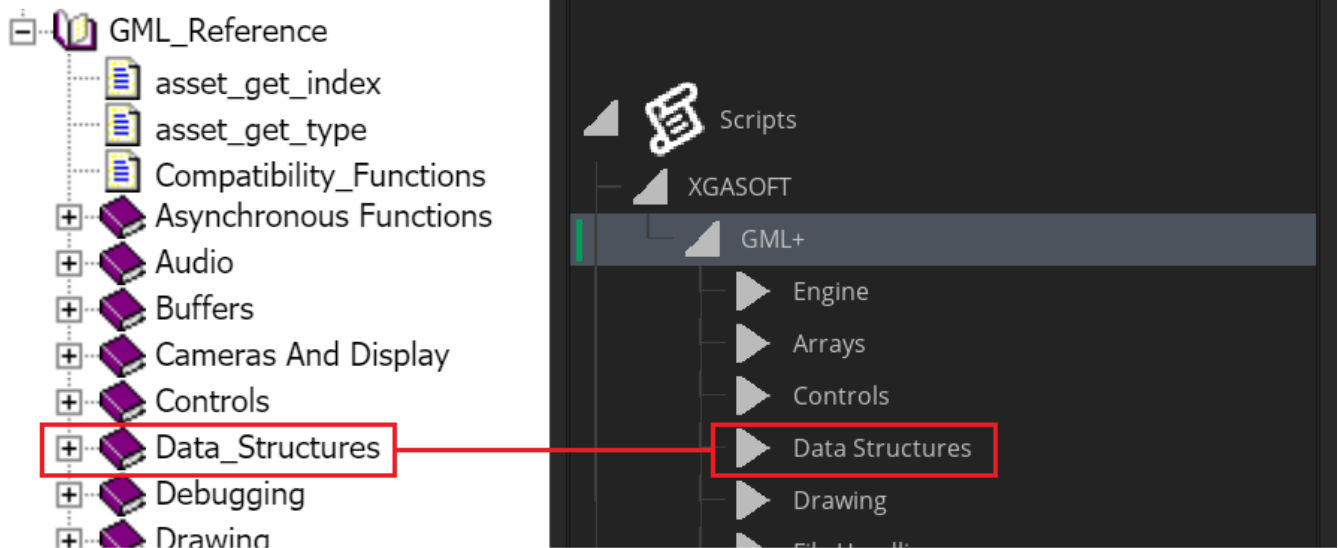 GML_Reference
asset_get_index
asset_get_type
Compatibility_Functions
Asynchronous Functions
Audio
Buffers
Cameras And Display
Controls
Data_Structures
Debugging
Drawing
Scripts
XGASOFT
GML+
Engine
Arrays
Controls
Data Structures
Drawing